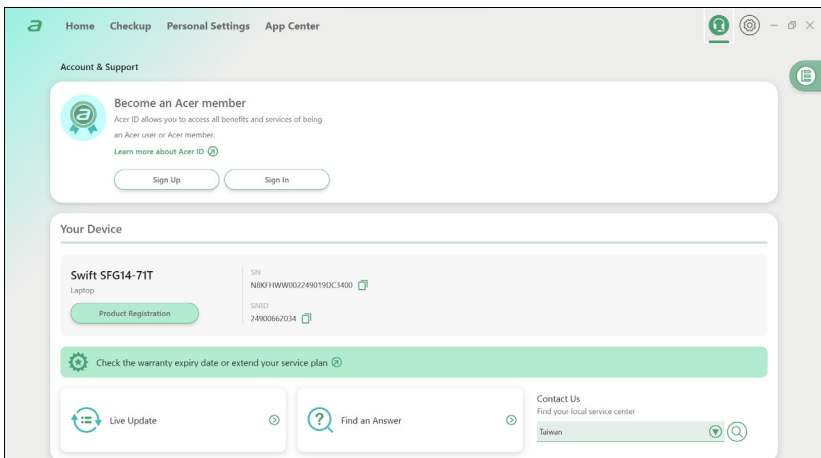 a Home Checkup Personal Settings App Center
Account & Support
Become an Acer member
Acer ID allows you to access all benefits and services of being
an Acer user or Acer member.
Learn more about Acer ID
Sign Up Sign In
Your Device
Swift SFG14-71T
Laptop
Product Registration
SN
N8KFHWW002249019DC3400
SNID
24900662034
Check the warranty expiry date or extend your service plan
Live Update
Find an Answer
Contact Us
Find your local service center
Taiwan